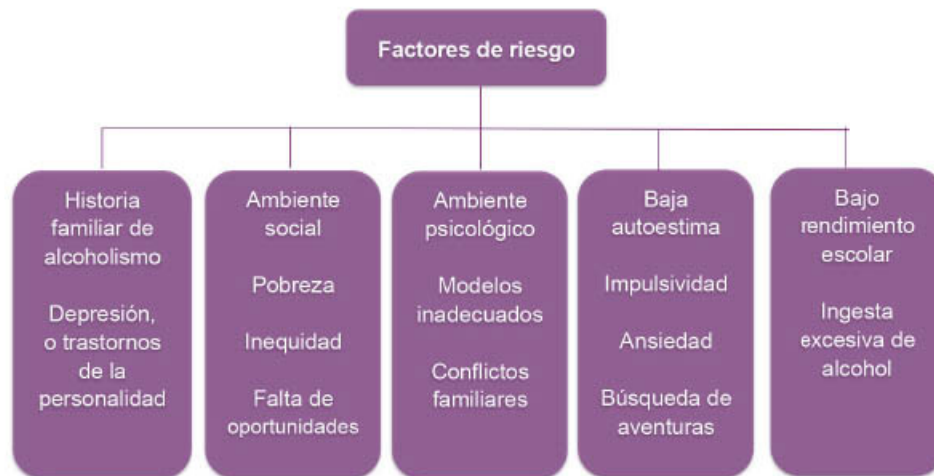 Factores de riesgo
Historia
familiar de
alcoholismo
Depresión,
o trastornos
de la
personalidad
Ambiente
social
Pobreza
Inequidad
Falta de
oportunidades
Ambiente
psicológico
Modelos
inadecuados
Conflictos
familiares
Baja
autoestima
Impulsividad
Ansiedad
Búsqueda de
aventuras
Bajo
rendimiento
escolar
Ingesta
excesiva de
alcohol